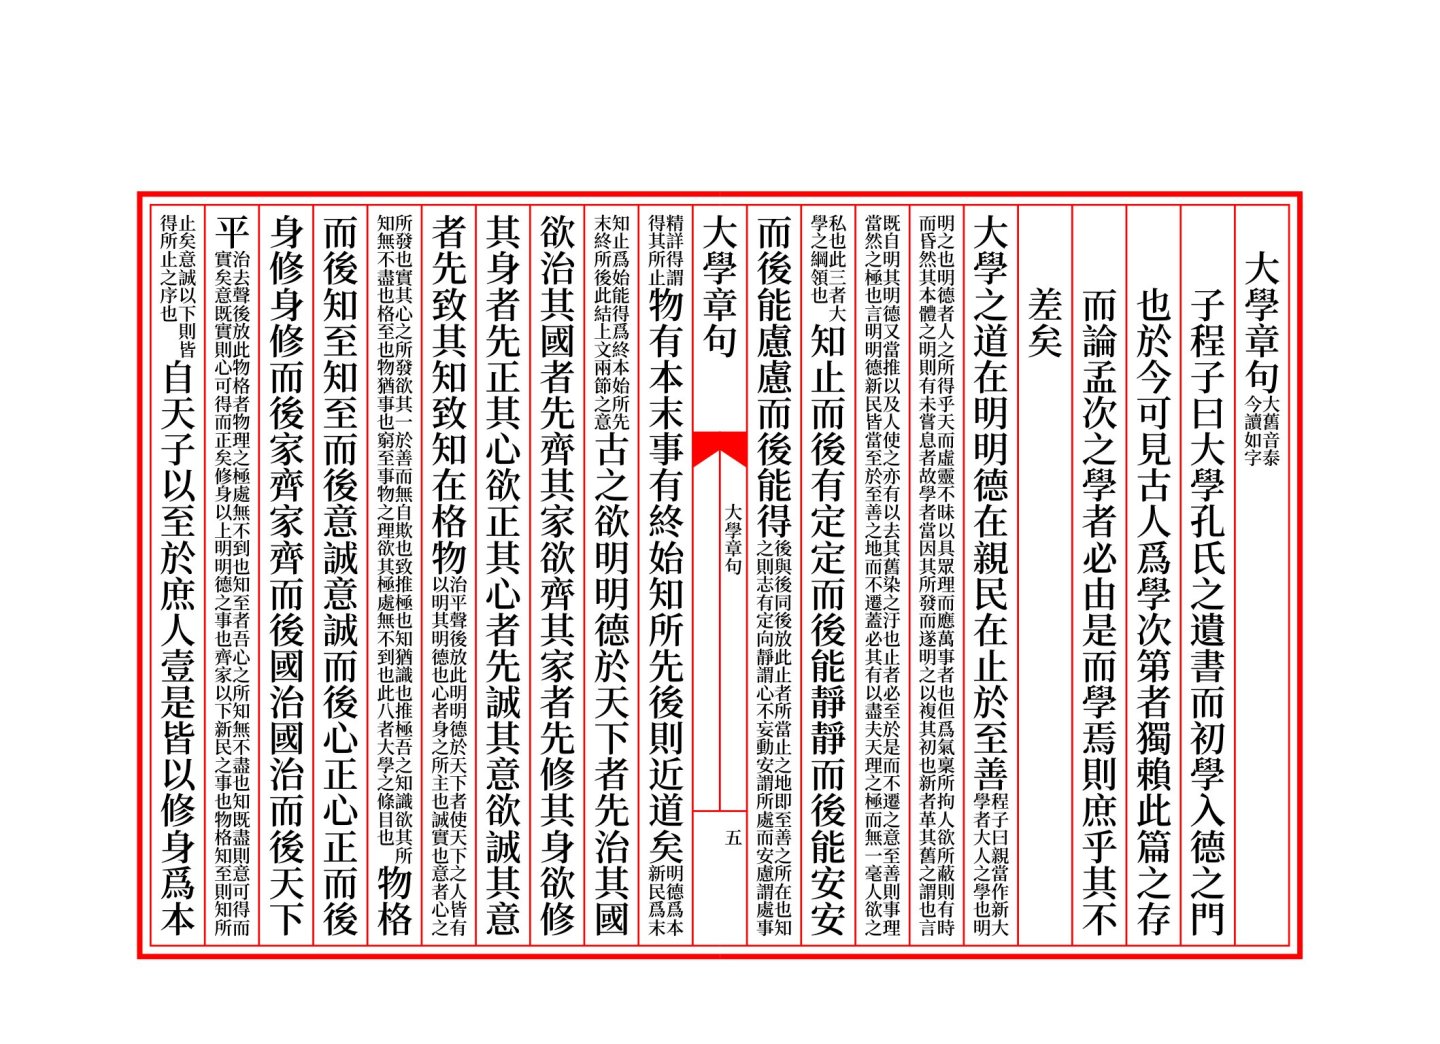 大學章句大舊音泰今讀如字
子程子曰大學孔氏之遺書而初學入德之門
也於今可見古人爲學次第者獨賴此篇之存
而論孟次之學者必由是而學焉則庶乎其不
差矣
大學之道在明明德在親民在止於至善程子曰親當作新大學者大人之學也明
明之也明德者人之所得乎天而虛靈不昧以具眾理而應萬事者也但爲氣稟所拘人欲所蔽則有時
而昏然其本體之明則有未嘗息者故學者當因其所發而遂明之以複其初也新者革其舊之謂也言
既自明其明德又當推以及人使之亦有以去其舊染之汙也止者必至於是而不遷之意至善則事理
當然之極也言明明德新民皆當至於至善之地而不遷蓋必其有以盡夫天理之極而無一毫人欲之
私也此三者大學之綱領也知止而後有定定而後能靜靜而後能安安
而後能慮慮而後能得後與後同後放此止者所當止之地即至善之所在也知之則志有定向靜謂心不妄動安謂所處而安慮謂處事
大學章句
大學章句
五
精詳得謂得其所止物有本末事有終始知所先後則近道矣明德爲本新民爲末
知止爲始能得爲終本始所先末終所後此結上文兩節之意古之欲明明德於天下者先治其國
欲治其國者先齊其家欲齊其家者先修其身欲修
其身者先正其心欲正其心者先誠其意欲誠其意
者先致其知致知在格物治平聲後放此明明德於天下者使天下之人皆有以明其明德也心者身之所主也誠實也意者心之
所發也實其心之所發欲其一於善而無自欺也致推極也知猶識也推極吾之知識欲其所知無不盡也格至也物猶事也窮至事物之理欲其極處無不到也此八者大學之條目也物格
而後知至知至而後意誠意誠而後心正心正而後
身修身修而後家齊家齊而後國治國治而後天下
平治去聲後放此物格者物理之極處無不到也知至者吾心之所知無不盡也知既盡則意可得而實矣意既實則心可得而正矣修身以上明明德之事也齊家以下新民之事也物格知至則知所
止矣意誠以下則皆得所止之序也自天子以至於庶人壹是皆以修身爲本